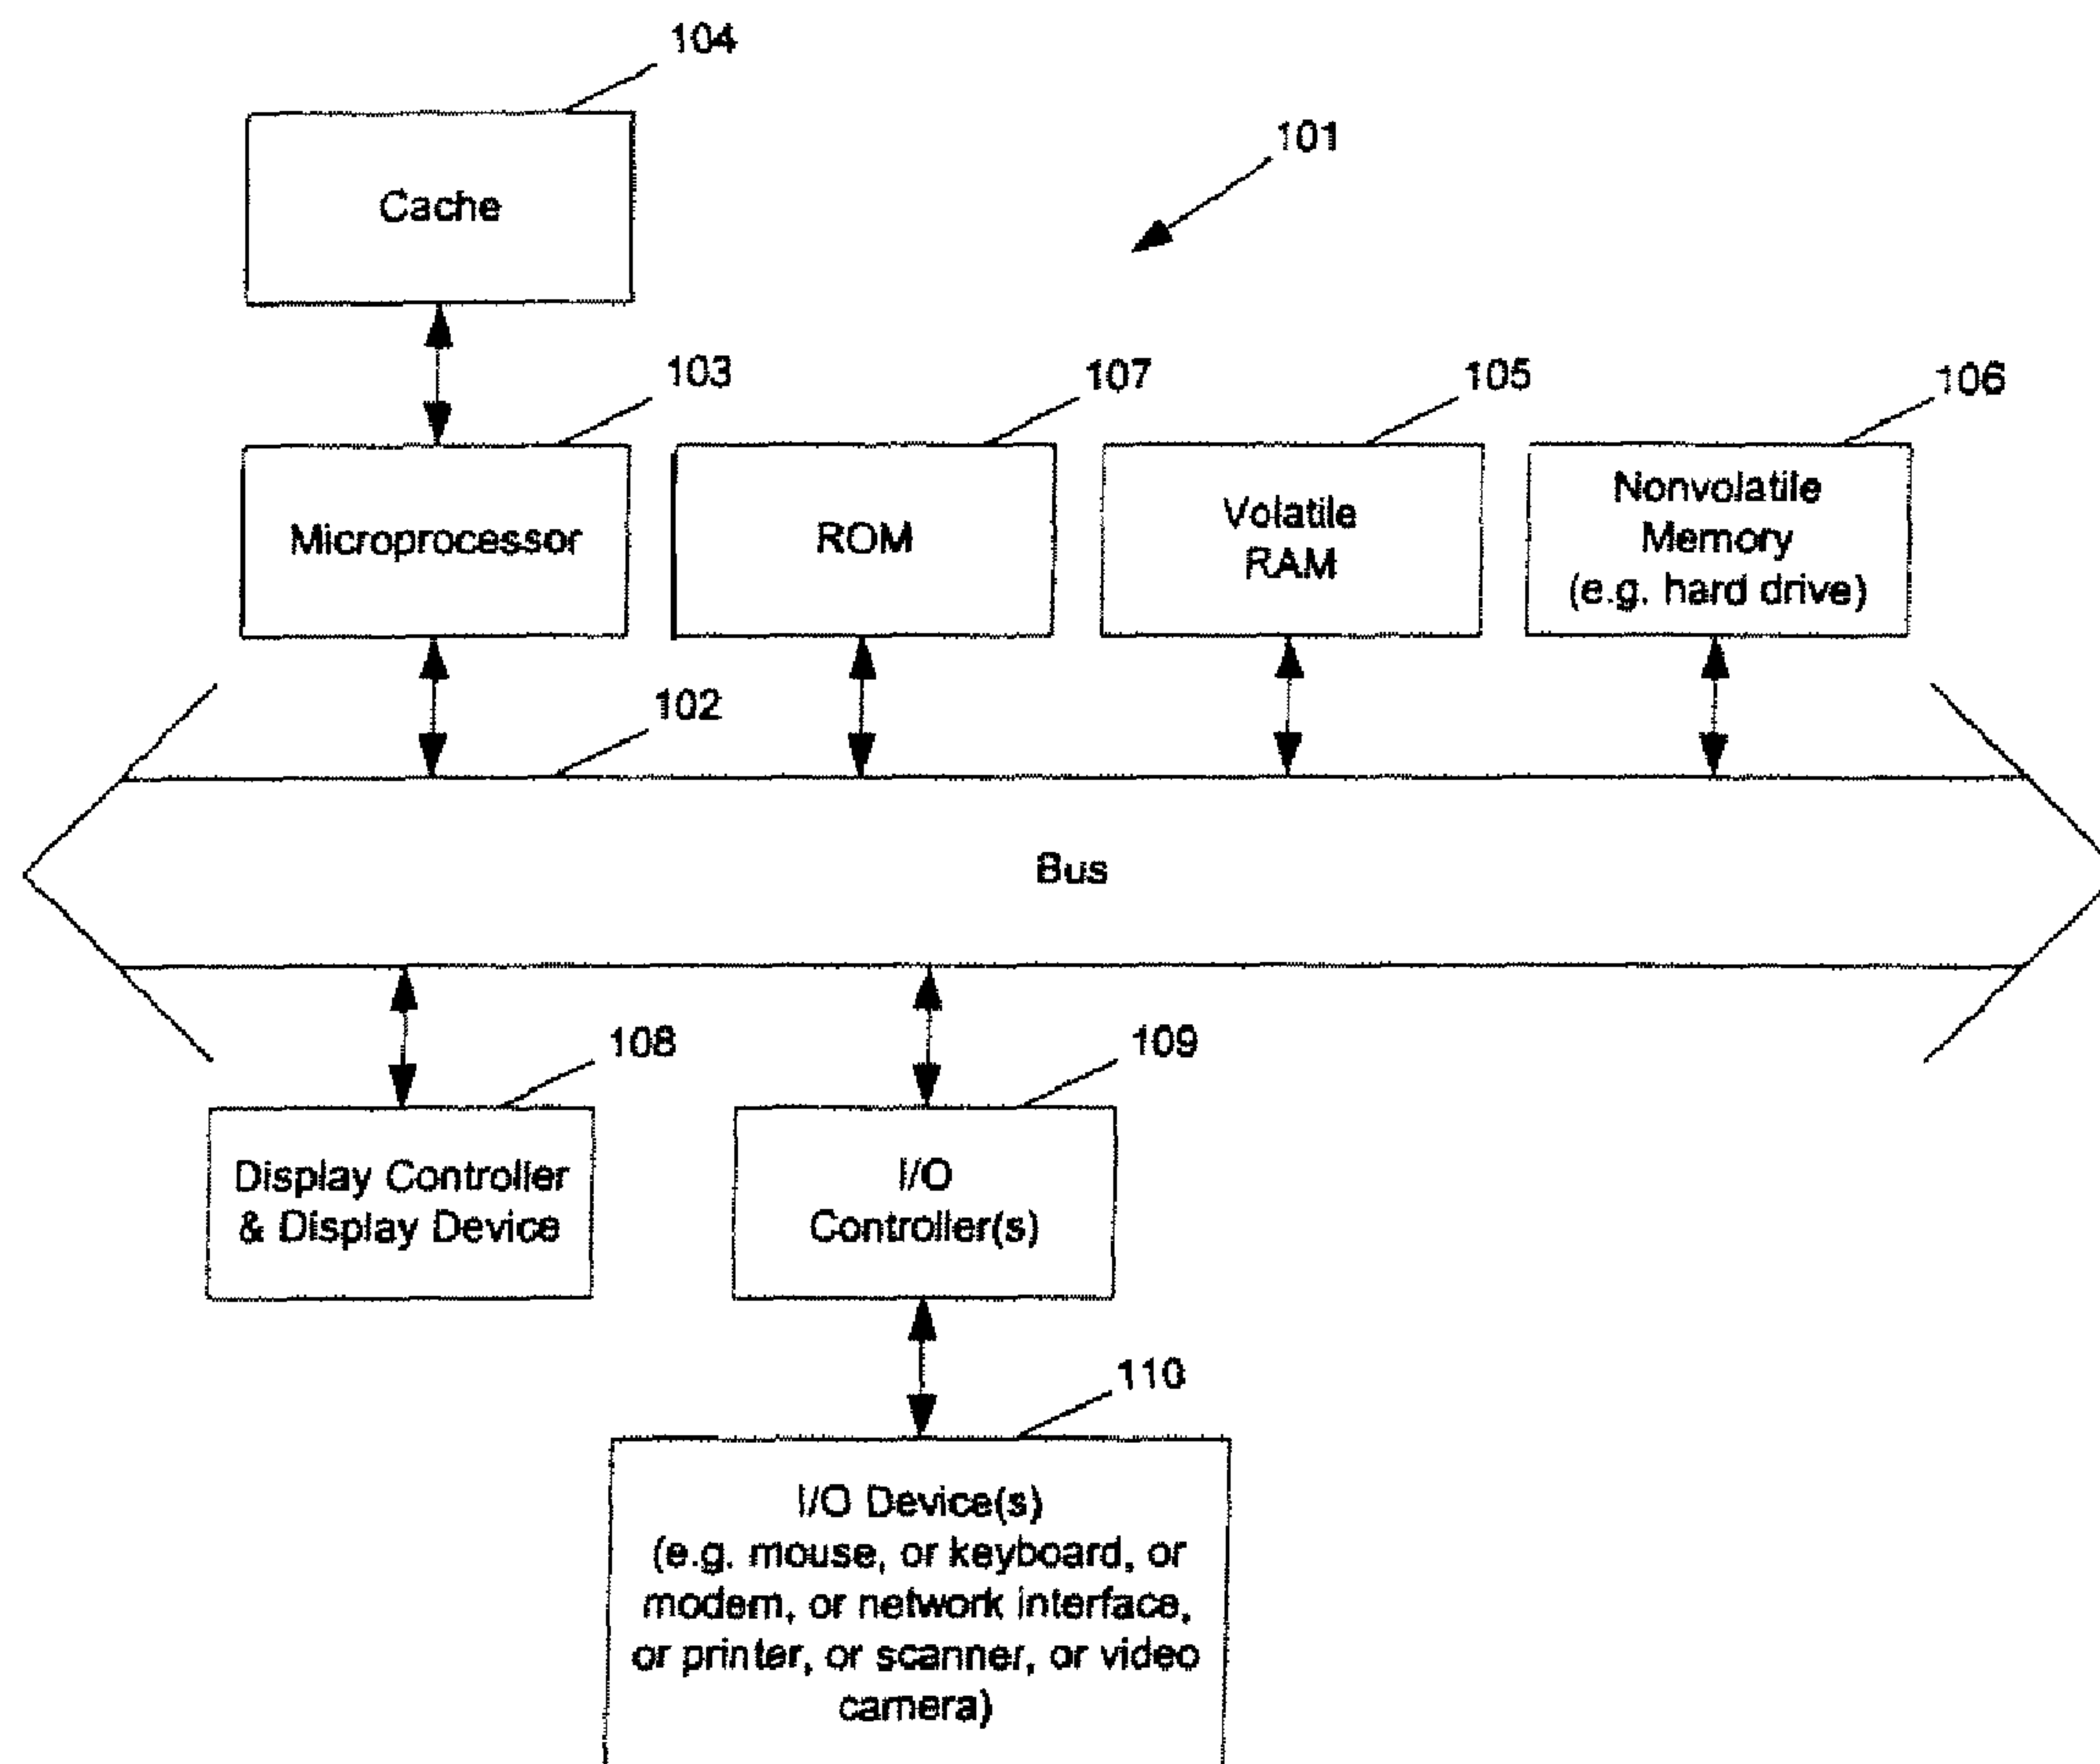 104
101
Cache
103
107
105
106
Microprocessor
ROM
Volatile
RAM
Nonvolatile
Memory
(e.g. hard drive)
102
Bus
108
109
Display Controller
& Display Device
I/O
Controller(s)
110
I/O Device(s)
(e.g. mouse, or keyboard, or
modem, or network interface,
or printer, or scanner, or video
camera)